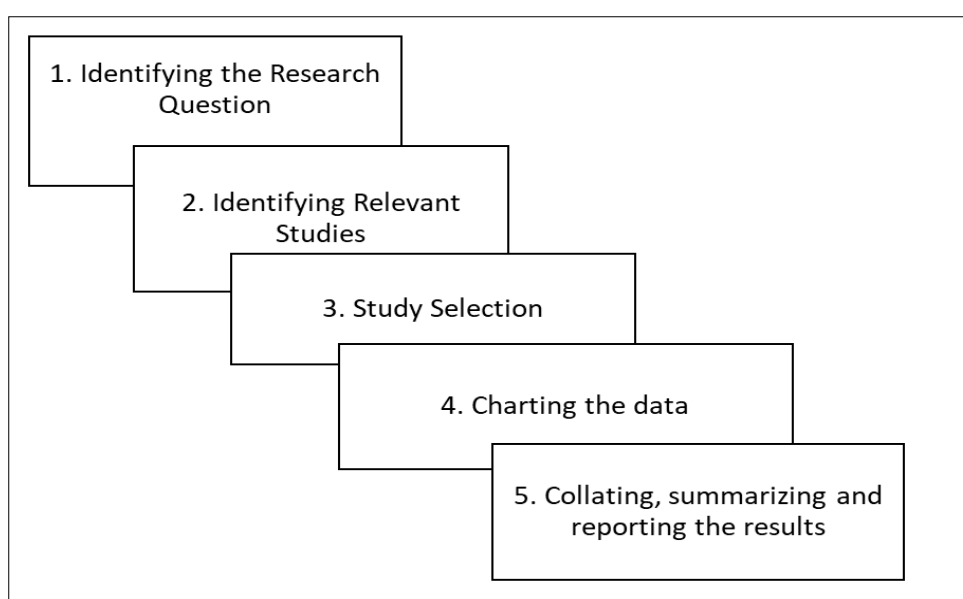 1. Identifying the Research
Question
2. Identifying Relevant
Studies
3. Study Selection
4. Charting the data
5. Collating, summarizing and
reporting the results